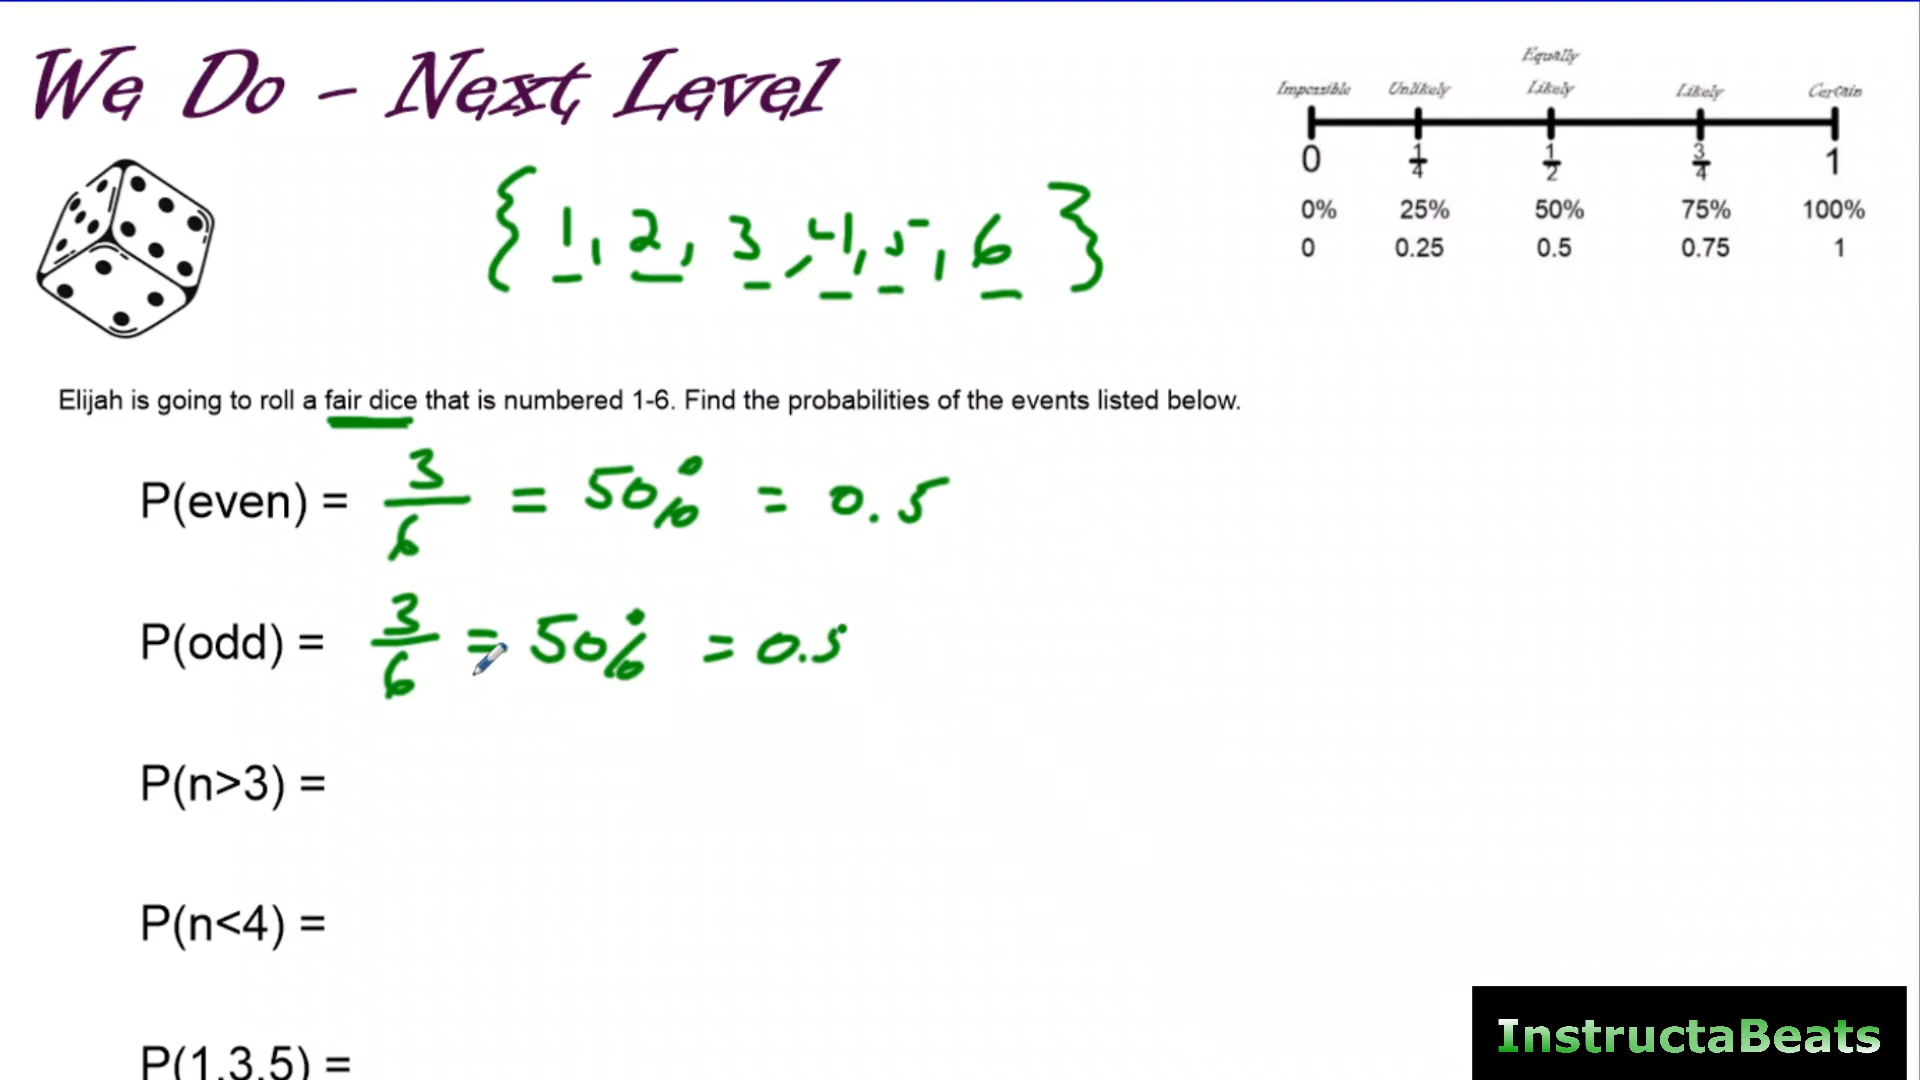 We Do - Next Level
Equally
Impossible Unlikely Likely Likely Certain
0 1/4 1/2 3/4 1
0% 25% 50% 75% 100%
0 0.25 0.5 0.75 1
{ 1, 2, 3, 4, 5, 6 }
Elijah is going to roll a fair dice that is numbered 1-6. Find the probabilities of the events listed below.
P(even) = 3/6 = 50% = 0.5
P(odd) = 3/6 = 50% = 0.5
P(n>3) =
P(n<4) =
P(1,3,5) =
InstructaBeats